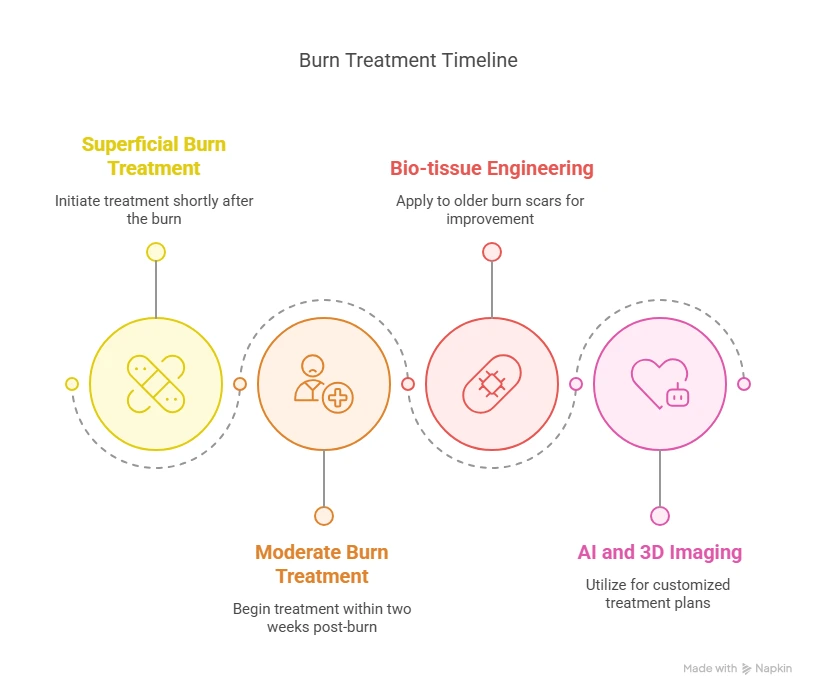 Burn Treatment Timeline
Superficial Burn
Treatment
Initiate treatment shortly after
the burn
Bio-tissue Engineering
Apply to older burn scars for
improvement
Moderate Burn
Treatment
Begin treatment within two
weeks post-burn
AI and 3D Imaging
Utilize for customized
treatment plans
Made with Napkin